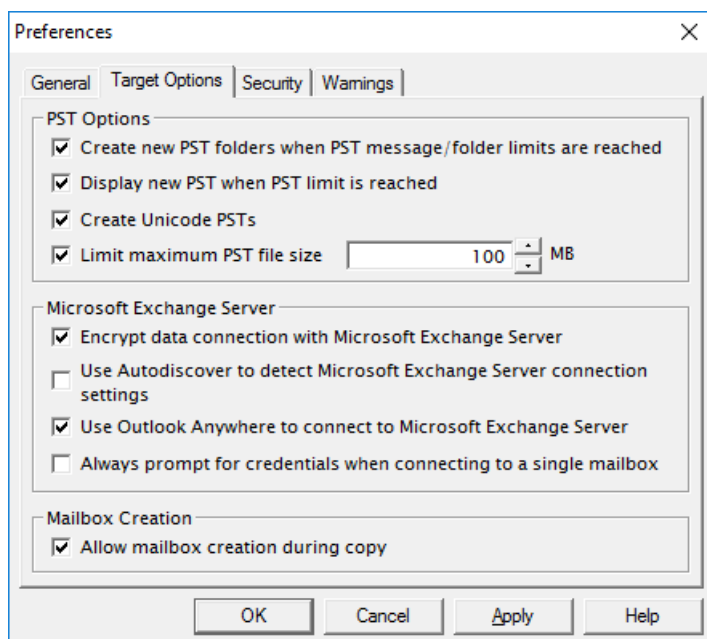 Preferences
General Target Options Security Warnings
PST Options
Create new PST folders when PST message/folder limits are reached
Display new PST when PST limit is reached
Create Unicode PSTs
Limit maximum PST file size 100 MB
Microsoft Exchange Server
Encrypt data connection with Microsoft Exchange Server
Use Autodiscover to detect Microsoft Exchange Server connection
settings
Use Outlook Anywhere to connect to Microsoft Exchange Server
Always prompt for credentials when connecting to a single mailbox
Mailbox Creation
Allow mailbox creation during copy
OK Cancel Apply Help